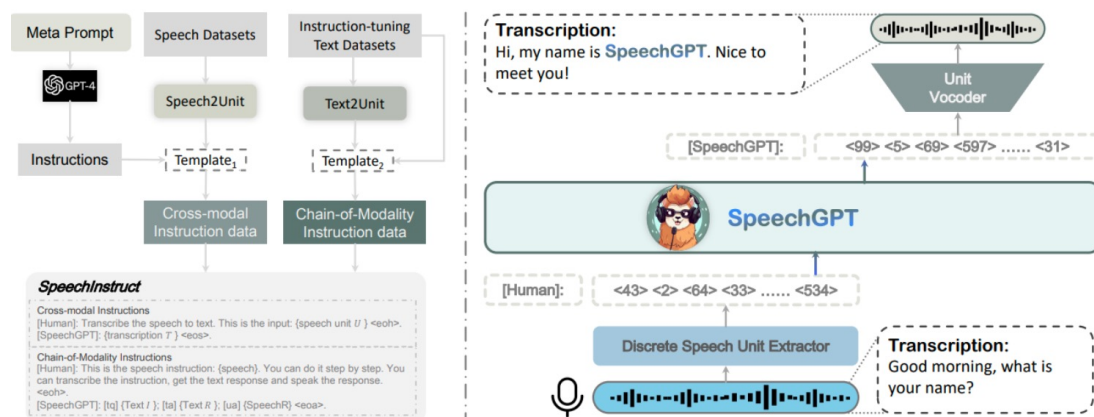 Meta Prompt
Speech Datasets
Instruction-tuning
Text Datasets
GPT-4
Speech2Unit
Text2Unit
Instructions
Template1
Template2
Cross-modal
Instruction data
Chain-of-Modality
Instruction data
SpeechInstruct
Cross-modal Instructions
[Human]: Transcribe the speech to text. This is the input: {speech unit U } <eoh>.
[SpeechGPT]: {transcription T } <eos>.
Chain-of-Modality Instructions
[Human]: This is the speech instruction: {speech}. You can do it step by step. You
can transcribe the instruction, get the text response and speak the response.
<eoh>.
[SpeechGPT]: [tq] {Text I }; [ta] {Text R }; [ua] {SpeechR} <eoa>.
Transcription:
Hi, my name is SpeechGPT. Nice to
meet you!
Unit
Vocoder
[SpeechGPT]: <99> <5> <69> <597> ...... <31>
SpeechGPT
[Human]: <43> <2> <64> <33> ...... <534>
Discrete Speech Unit Extractor
Transcription:
Good morning, what is
your name?